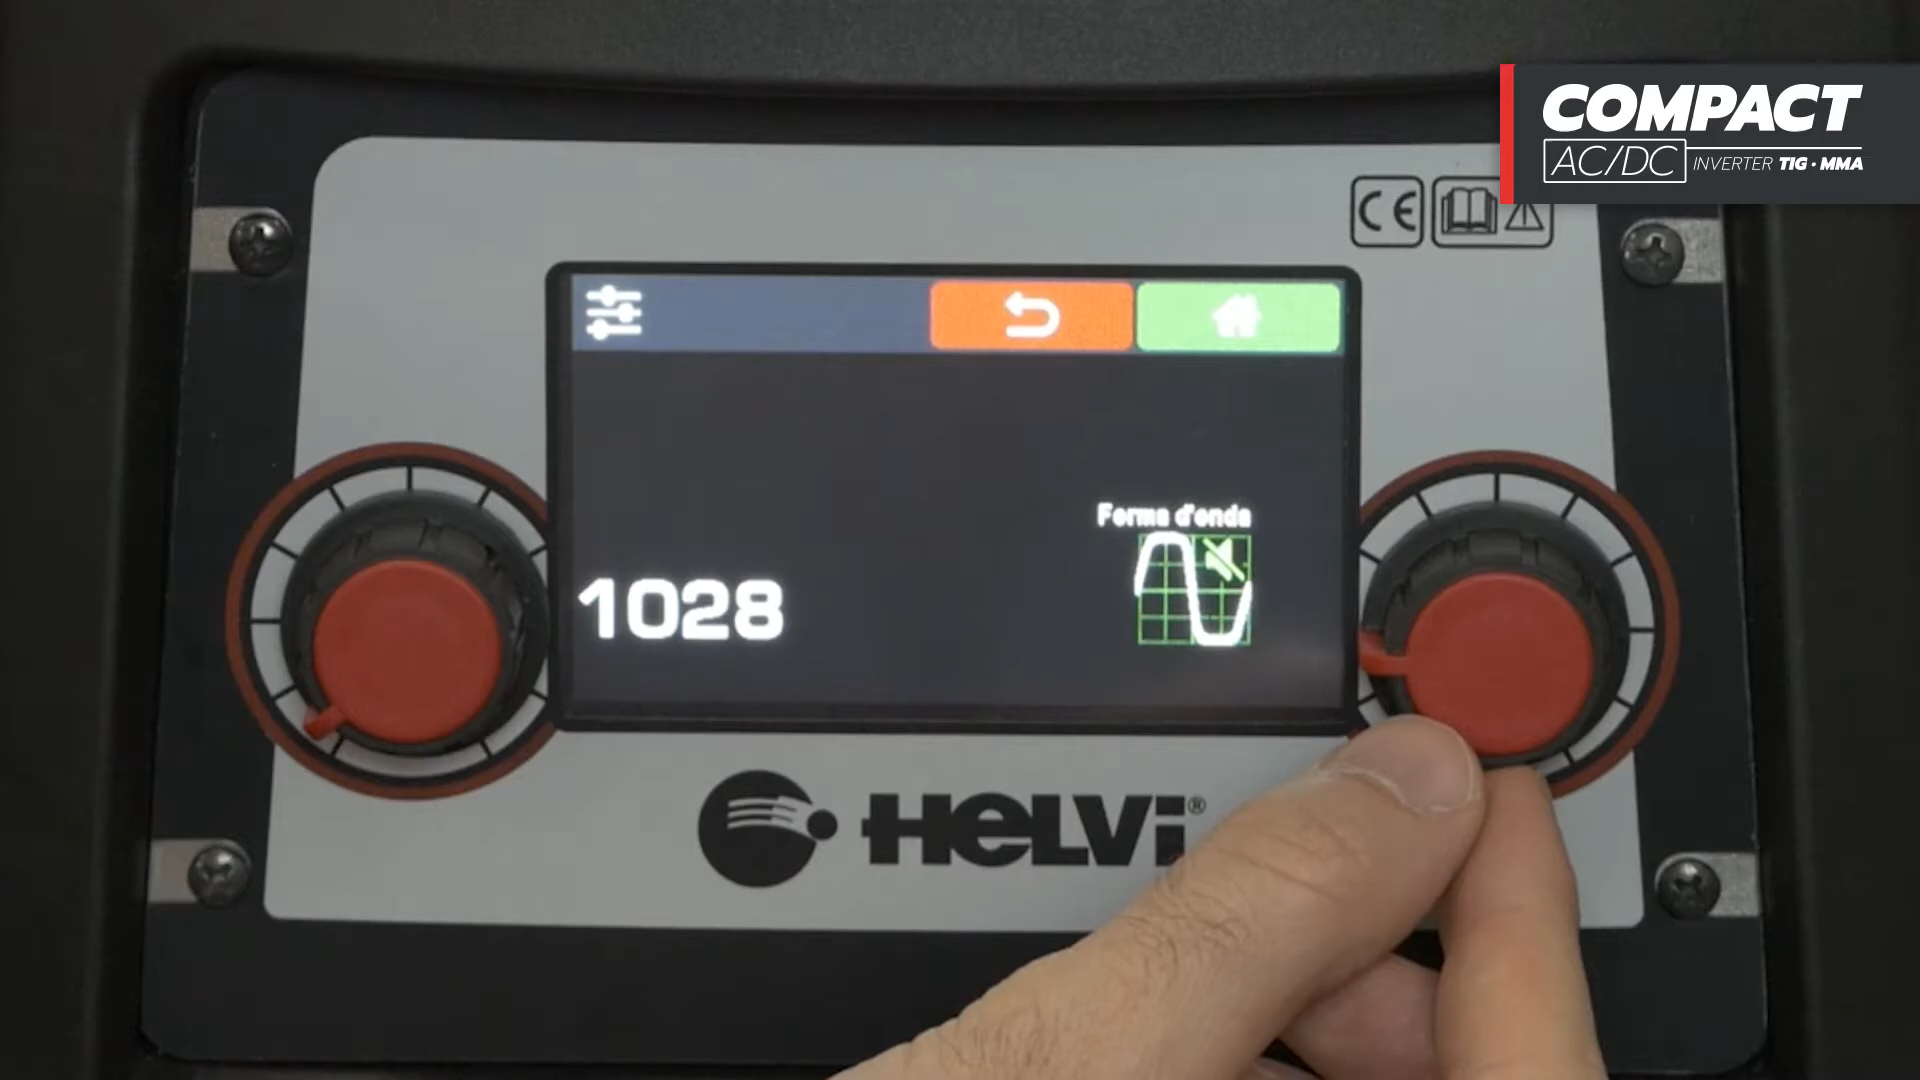 COMPACT
AC/DC INVERTER TIG • MMA
CE
Forma d'onda
1028
HELVi®